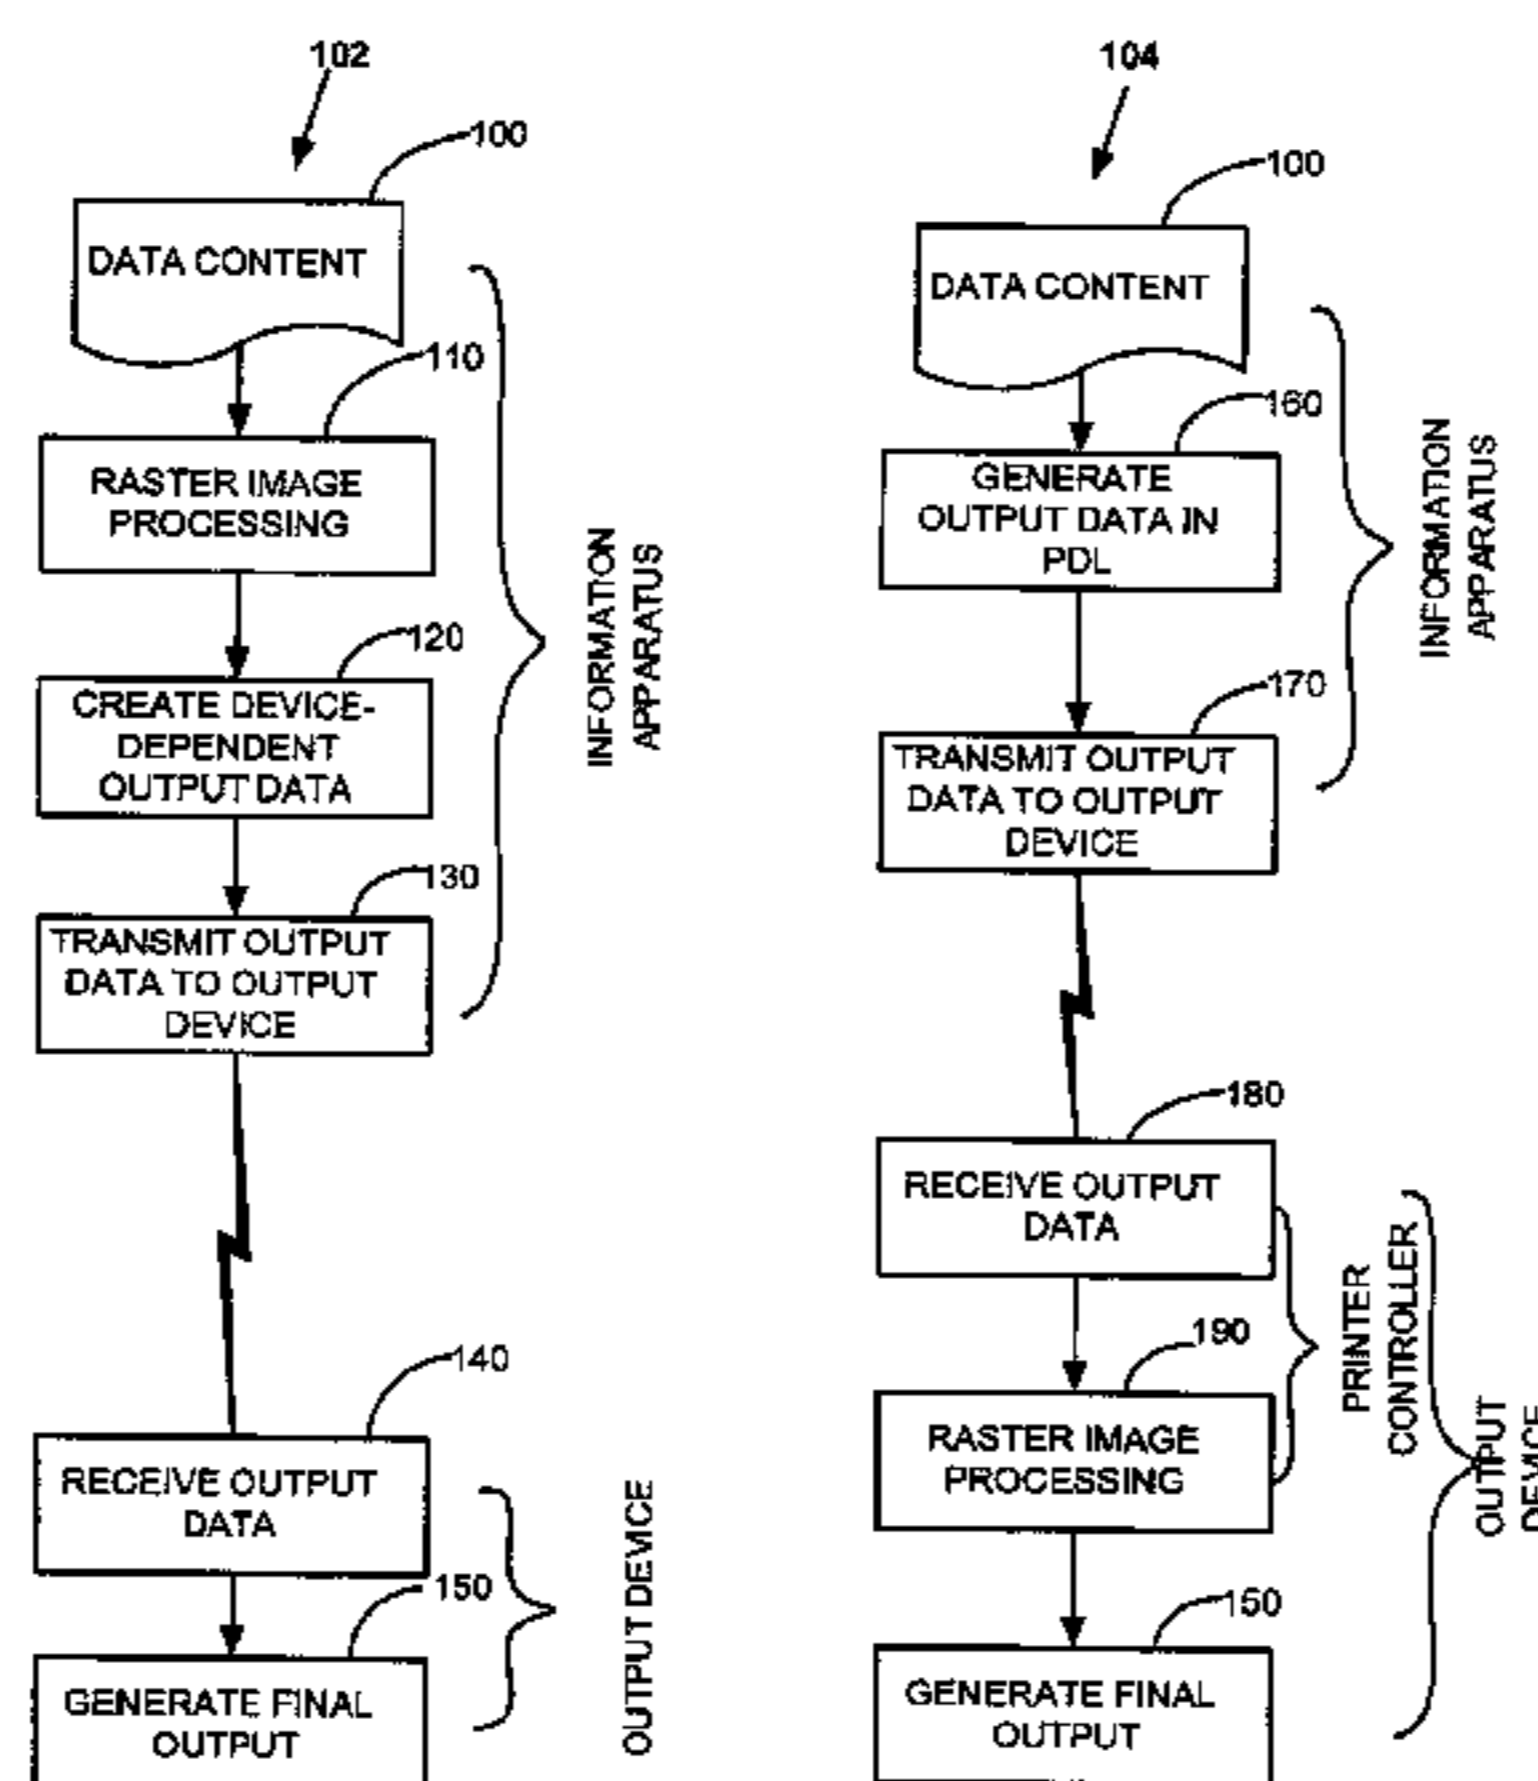 102
100
DATA CONTENT
110
RASTER IMAGE
PROCESSING
120
CREATE DEVICE-
DEPENDENT
OUTPUT DATA
130
TRANSMIT OUTPUT
DATA TO OUTPUT
DEVICE
INFORMATION
APPARATUS
140
RECEIVE OUTPUT
DATA
150
GENERATE FINAL
OUTPUT
OUTPUT DEVICE
104
100
DATA CONTENT
160
GENERATE
OUTPUT DATA IN
PDL
170
TRANSMIT OUTPUT
DATA TO OUTPUT
DEVICE
INFORMATION
APPARATUS
180
RECEIVE OUTPUT
DATA
190
RASTER IMAGE
PROCESSING
PRINTER
CONTROLLER
150
GENERATE FINAL
OUTPUT
OUTPUT
DEVICE